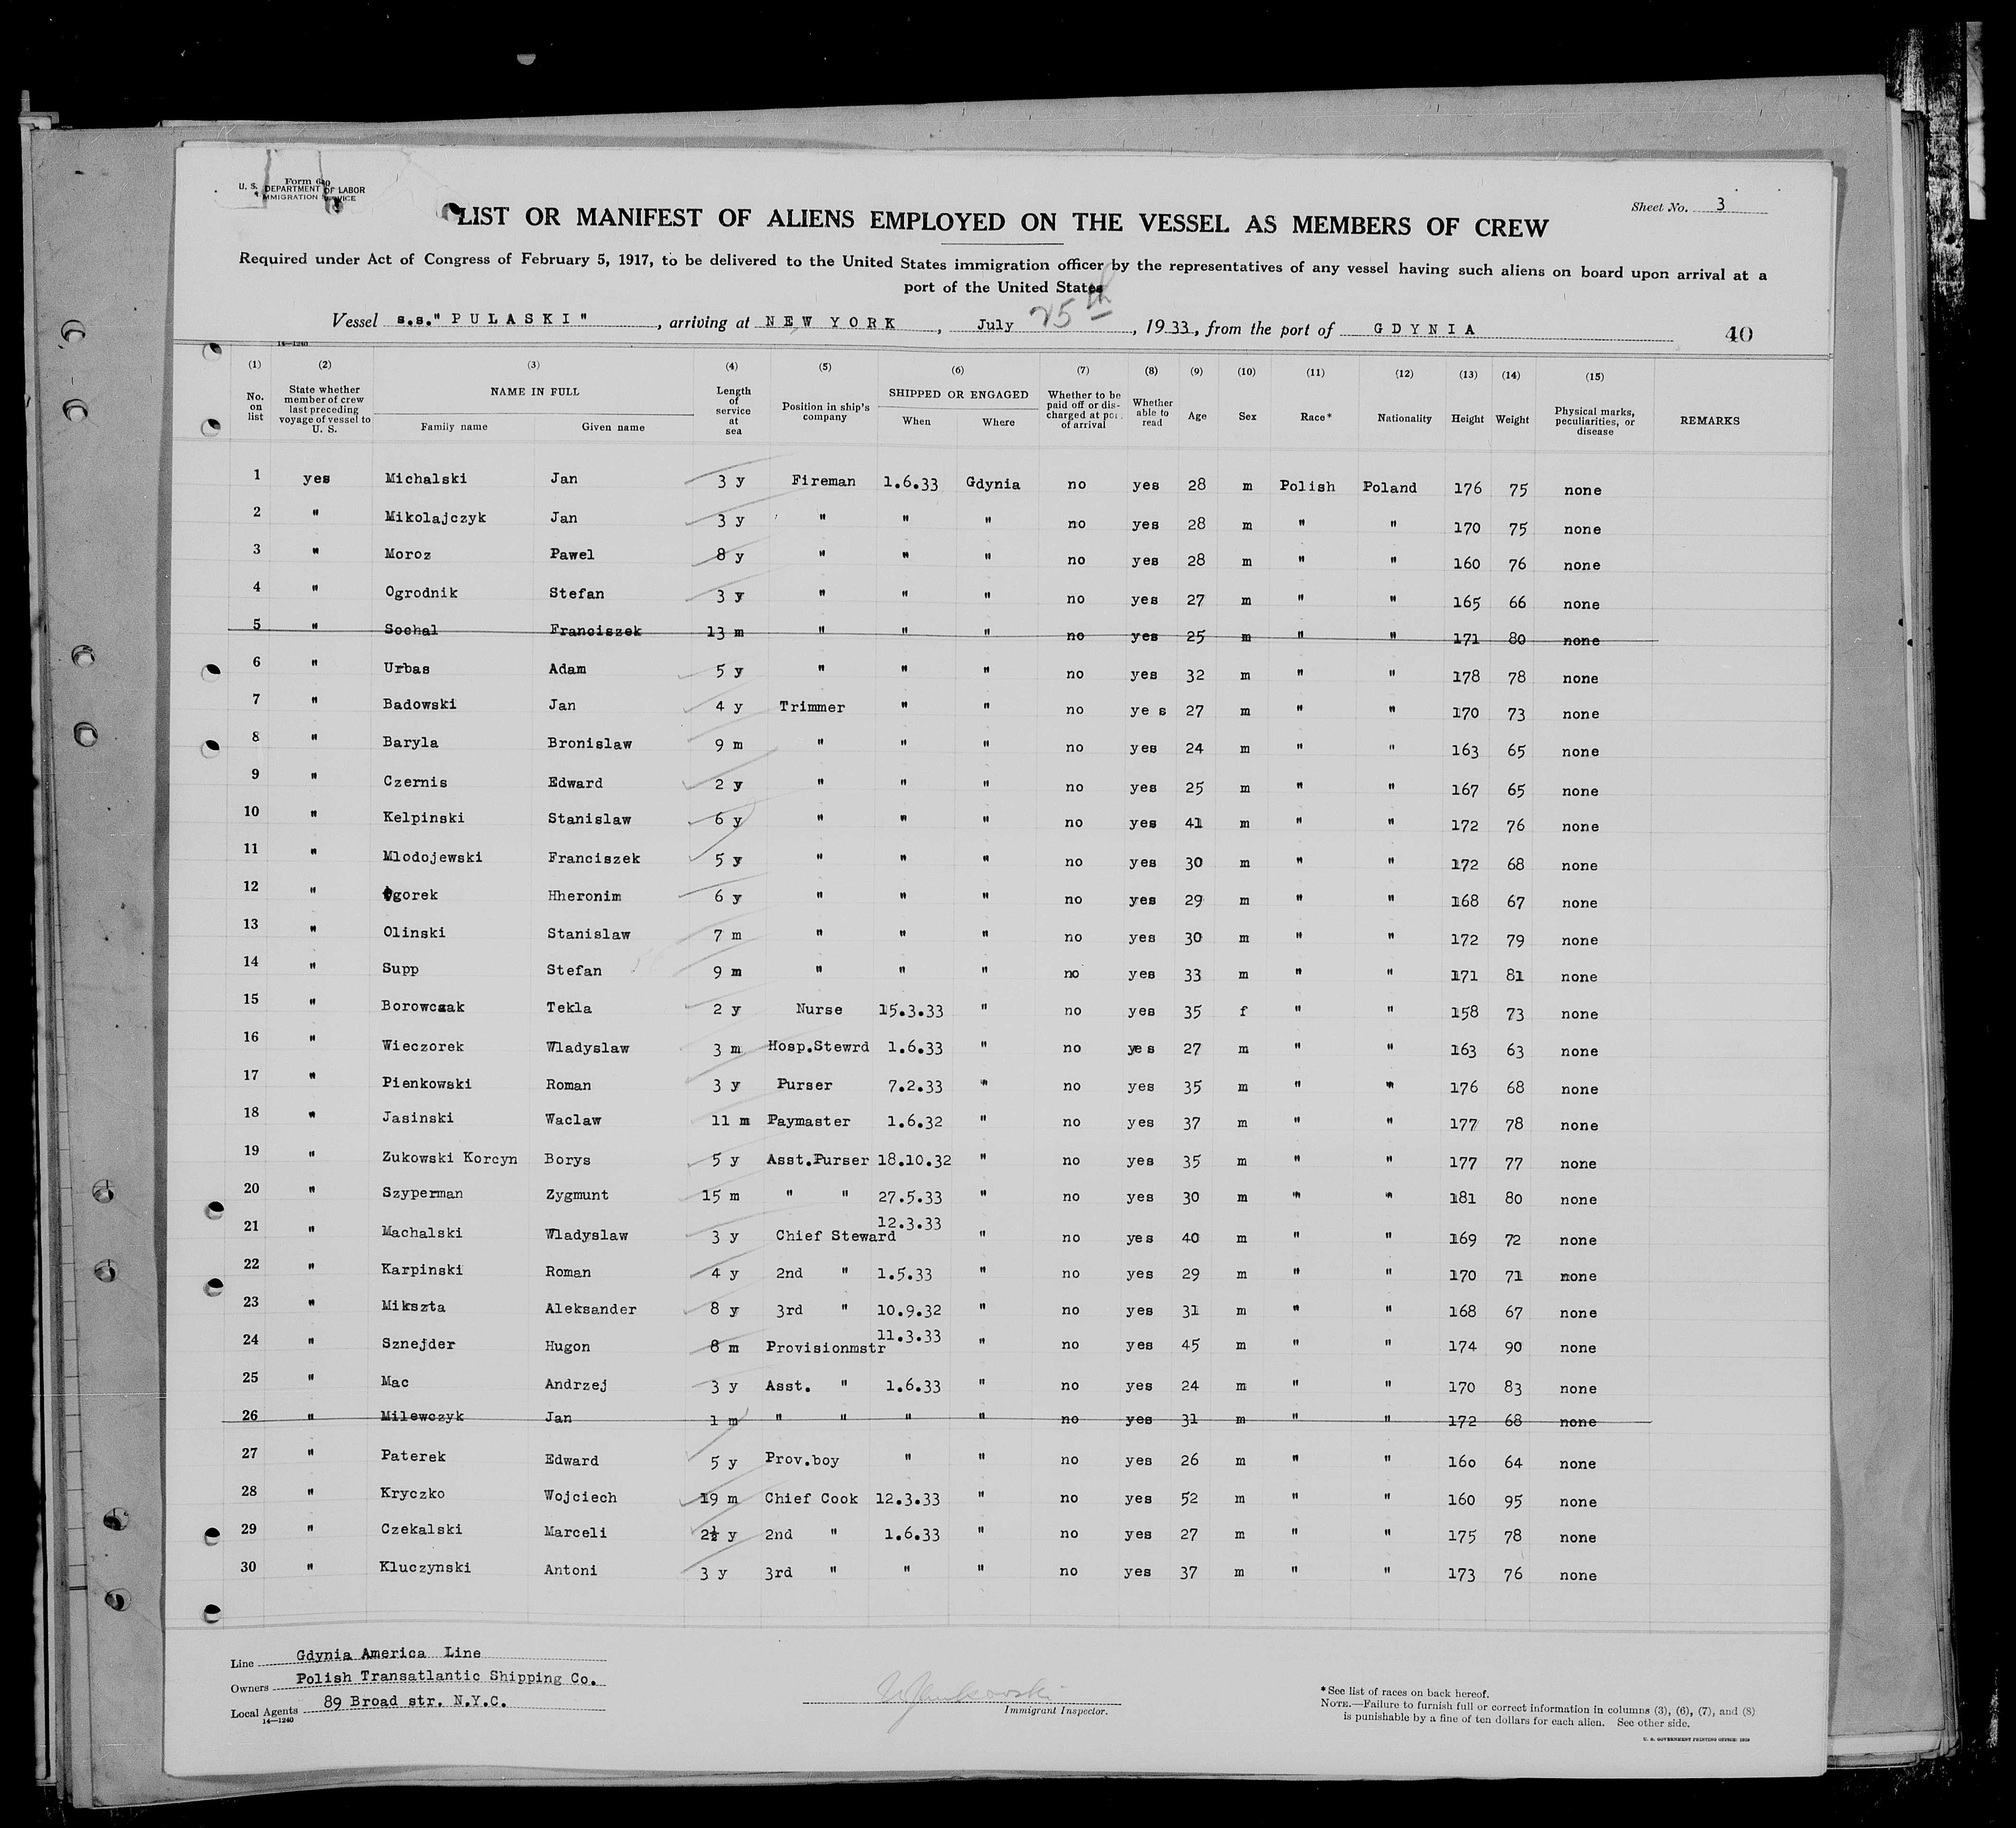 Form 680
U. S. DEPARTMENT OF LABOR
IMMIGRATION SERVICE
Sheet No. 3
LIST OR MANIFEST OF ALIENS EMPLOYED ON THE VESSEL AS MEMBERS OF CREW
Required under Act of Congress of February 5, 1917, to be delivered to the United States immigration officer by the representatives of any vessel having such aliens on board upon arrival at a
port of the United States
Vessel s.s." PULASKI" , arriving at NEW YORK , July 25th , 1933, from the port of GDYNIA 40
14—1240
(1) (2) (3) (4) (5) (6) (7) (8) (9) (10) (11) (12) (13) (14) (15)
No. on list State whether member of crew last preceding voyage of vessel to U. S. NAME IN FULL Family name Given name Length of service at sea Position in ship's company SHIPPED OR ENGAGED When Where Whether to be paid off or discharged at port of arrival Whether able to read Age Sex Race* Nationality Height Weight Physical marks, peculiarities, or disease REMARKS
1 yes Michalski Jan 3 y Fireman 1.6.33 Gdynia no yes 28 m Polish Poland 176 75 none
2 " Mikolajczyk Jan 3 y " " " no yes 28 m " " 170 75 none
3 " Moroz Pawel 8 y " " " no yes 28 m " " 160 76 none
4 " Ogrodnik Stefan 3 y " " " no yes 27 m " " 165 66 none
5 " Sochal Franciszek 13 m " " " no yes 25 m " " 171 80 none
6 " Urbas Adam 5 y " " " no yes 32 m " " 178 78 none
7 " Badowski Jan 4 y Trimmer " " no ye s 27 m " " 170 73 none
8 " Baryla Bronislaw 9 m " " " no yes 24 m " " 163 65 none
9 " Czernis Edward 2 y " " " no yes 25 m " " 167 65 none
10 " Kelpinski Stanislaw 6 y " " " no yes 41 m " " 172 76 none
11 " Mlodojewski Franciszek 5 y " " " no yes 30 m " " 172 68 none
12 " Ogorek Hheronim 6 y " " " no yes 29 m " " 168 67 none
13 " Olinski Stanislaw 7 m " " " no yes 30 m " " 172 79 none
14 " Supp Stefan 9 m " " " no yes 33 m " " 171 81 none
15 " Borowczak Tekla 2 y Nurse 15.3.33 " no yes 35 f " " 158 73 none
16 " Wieczorek Wladyslaw 3 m Hosp.Stewrd 1.6.33 " no yes 27 m " " 163 63 none
17 " Pienkowski Roman 3 y Purser 7.2.33 " no yes 35 m " " 176 68 none
18 " Jasinski Waclaw 11 m Paymaster 1.6.32 " no yes 37 m " " 177 78 none
19 " Zukowski Korcyn Borys 5 y Asst.Purser 18.10.32 " no yes 35 m " " 177 77 none
20 " Szyperman Zygmunt 15 m " " 27.5.33 " no yes 30 m " " 181 80 none
21 " Machalski Wladyslaw 3 y Chief Steward 12.3.33 " no yes 40 m " " 169 72 none
22 " Karpinski Roman 4 y 2nd " 1.5.33 " no yes 29 m " " 170 71 none
23 " Mikszta Aleksander 8 y 3rd " 10.9.32 " no yes 31 m " " 168 67 none
24 " Sznejder Hugon 8 m Provisionmstr 11.3.33 " no yes 45 m " " 174 90 none
25 " Mac Andrzej 3 y Asst. " 1.6.33 " no yes 24 m " " 170 83 none
26 " Milewczyk Jan 1 m " " " " no yes 31 m " " 172 68 none
27 " Paterek Edward 5 y Prov.boy " " no yes 26 m " " 160 64 none
28 " Kryczko Wojciech 19 m Chief Cook 12.3.33 " no yes 52 m " " 160 95 none
29 " Czekalski Marceli 2½ y 2nd " 1.6.33 " no yes 27 m " " 175 78 none
30 " Kluczynski Antoni 3 y 3rd " " " no yes 37 m " " 173 76 none
Line Gdynia America Line
Owners Polish Transatlantic Shipping Co.
Local Agents 89 Broad str. N.Y.C.
14—1240
Immigrant Inspector.
*See list of races on back hereof.
NOTE.—Failure to furnish full or correct information in columns (3), (6), (7), and (8)
is punishable by a fine of ten dollars for each alien. See other side.
U. S. GOVERNMENT PRINTING OFFICE: